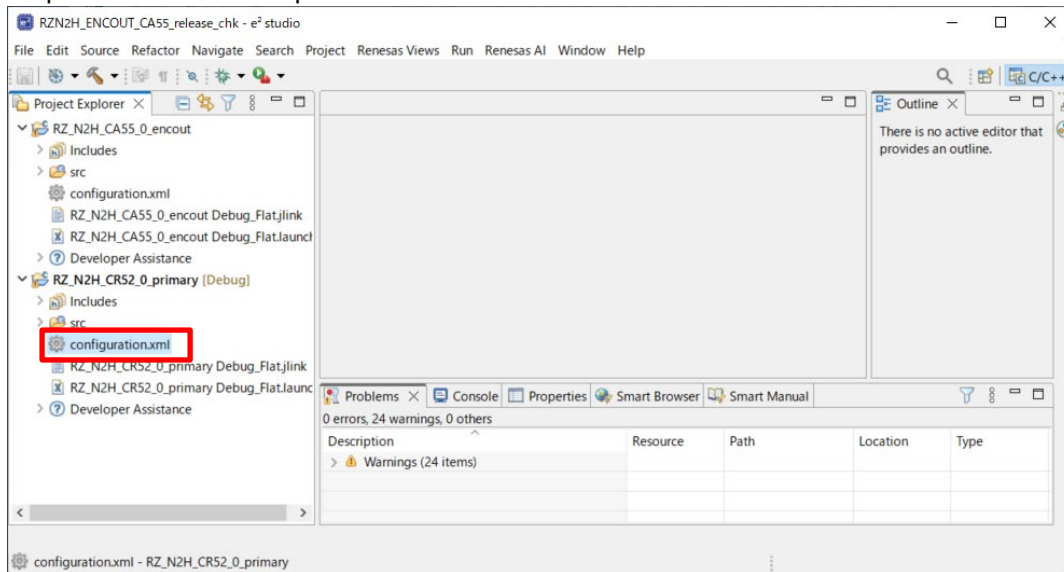 RZN2H_ENCOUT_CA55_release_chk - e² studio
File Edit Source Refactor Navigate Search Project Renesas Views Run Renesas AI Window Help
C/C++
Project Explorer
RZ_N2H_CA55_0_encout
Includes
src
configuration.xml
RZ_N2H_CA55_0_encout Debug_Flat.jlink
RZ_N2H_CA55_0_encout Debug_Flat.launch
Developer Assistance
RZ_N2H_CR52_0_primary [Debug]
Includes
src
configuration.xml
RZ_N2H_CR52_0_primary Debug_Flat.jlink
RZ_N2H_CR52_0_primary Debug_Flat.launc
Developer Assistance
Outline
There is no active editor that
provides an outline.
Problems Console Properties Smart Browser Smart Manual
0 errors, 24 warnings, 0 others
Description Resource Path Location Type
Warnings (24 items)
configuration.xml - RZ_N2H_CR52_0_primary